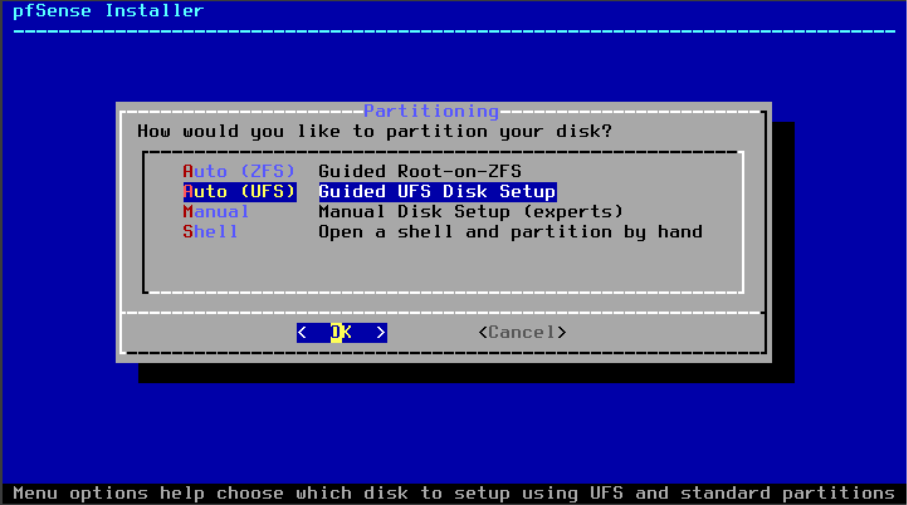 pfSense Installer
Partitioning
How would you like to partition your disk?
Auto (ZFS) Guided Root-on-ZFS
Auto (UFS) Guided UFS Disk Setup
Manual Manual Disk Setup (experts)
Shell Open a shell and partition by hand
< OK > <Cancel>
Menu options help choose which disk to setup using UFS and standard partitions